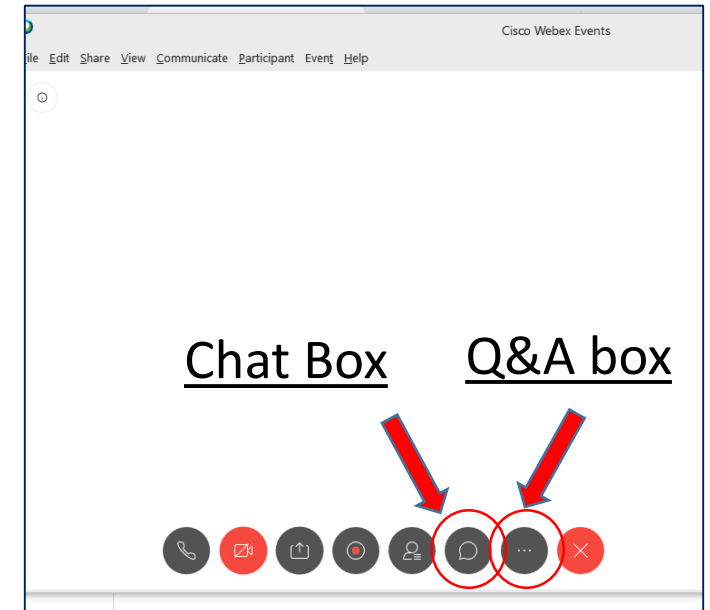 Cisco Webex Events
ile Edit Share View Communicate Participant Event Help
Chat Box
Q&A box